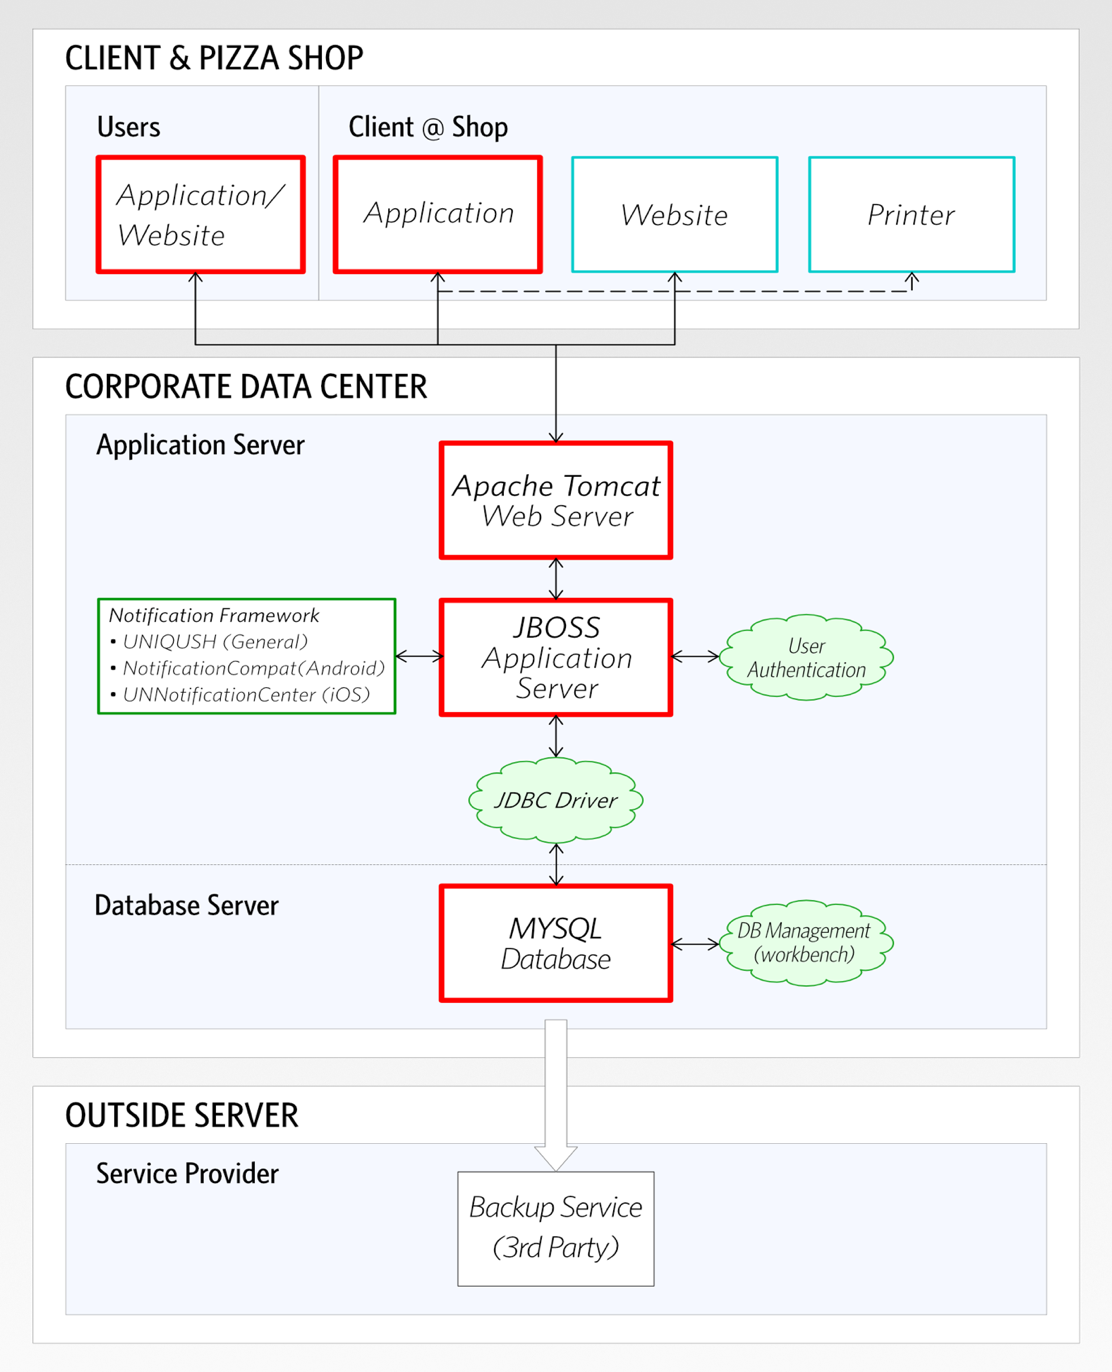 CLIENT & PIZZA SHOP
Users
Client @ Shop
Application/
Website
Application
Website
Printer
CORPORATE DATA CENTER
Application Server
Apache Tomcat
Web Server
Notification Framework
• UNIQUSH (General)
• NotificationCompat(Android)
• UNNotificationCenter (iOS)
JBOSS
Application
Server
User
Authentication
JDBC Driver
Database Server
MYSQL
Database
DB Management
(workbench)
OUTSIDE SERVER
Service Provider
Backup Service
(3rd Party)